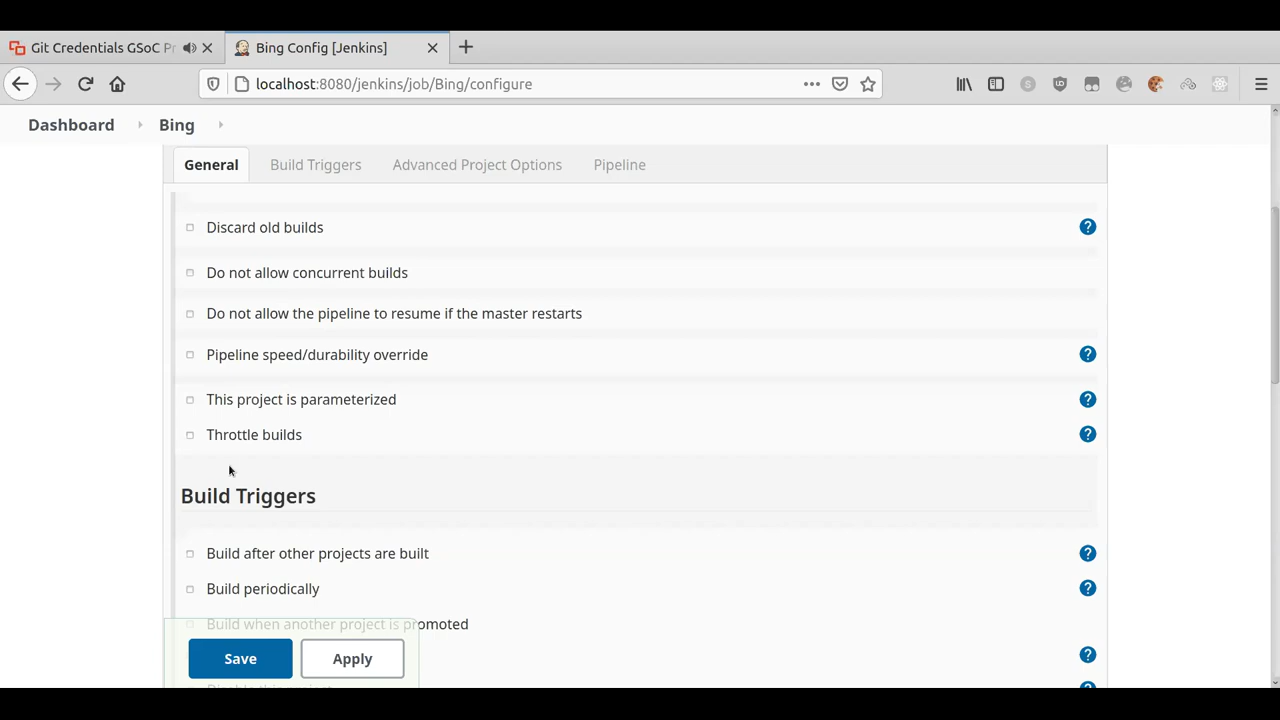 Git Credentials GSoC Pr
Bing Config [Jenkins]
localhost:8080/jenkins/job/Bing/configure
Dashboard
Bing
General
Build Triggers
Advanced Project Options
Pipeline
Discard old builds
Do not allow concurrent builds
Do not allow the pipeline to resume if the master restarts
Pipeline speed/durability override
This project is parameterized
Throttle builds
Build Triggers
Build after other projects are built
Build periodically
Build when another project is promoted
Save
Apply